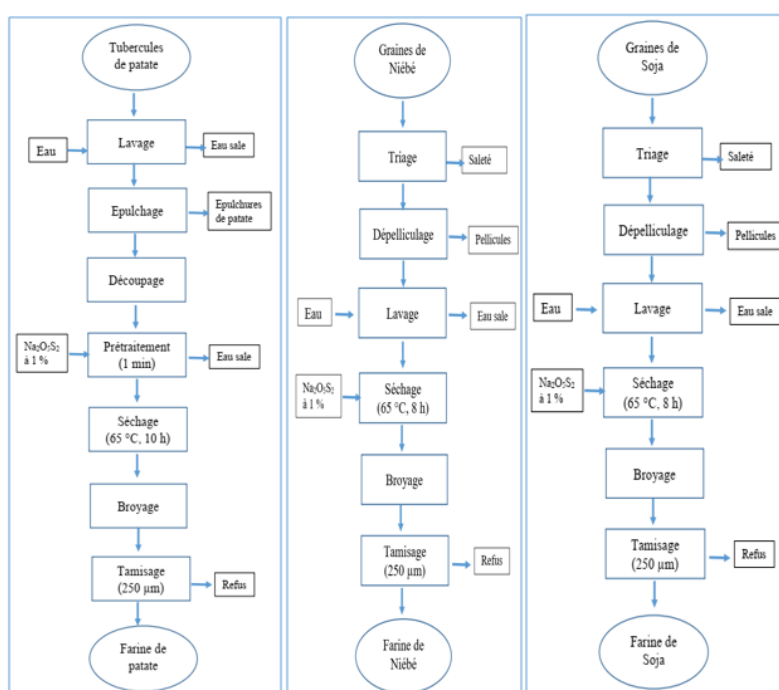 Tubercules
de patate
Eau
Lavage
Eau sale
Epulchage
Epulchures
de patate
Découpage
Na₂O₅S₂
à 1 %
Prétraitement
(1 min)
Eau sale
Séchage
(65 °C, 10 h)
Broyage
Tamisage
(250 µm)
Refus
Farine de
patate
Graines de
Niébé
Triage
Saleté
Dépelliculage
Pellicules
Eau
Lavage
Eau sale
Na₂O₅S₂
à 1 %
Séchage
(65 °C, 8 h)
Broyage
Tamisage
(250 µm)
Refus
Farine de
Niébé
Graines de
Soja
Triage
Saleté
Dépelliculage
Pellicules
Eau
Lavage
Eau sale
Na₂O₅S₂
à 1 %
Séchage
(65 °C, 8 h)
Broyage
Tamisage
(250 µm)
Refus
Farine de
Soja